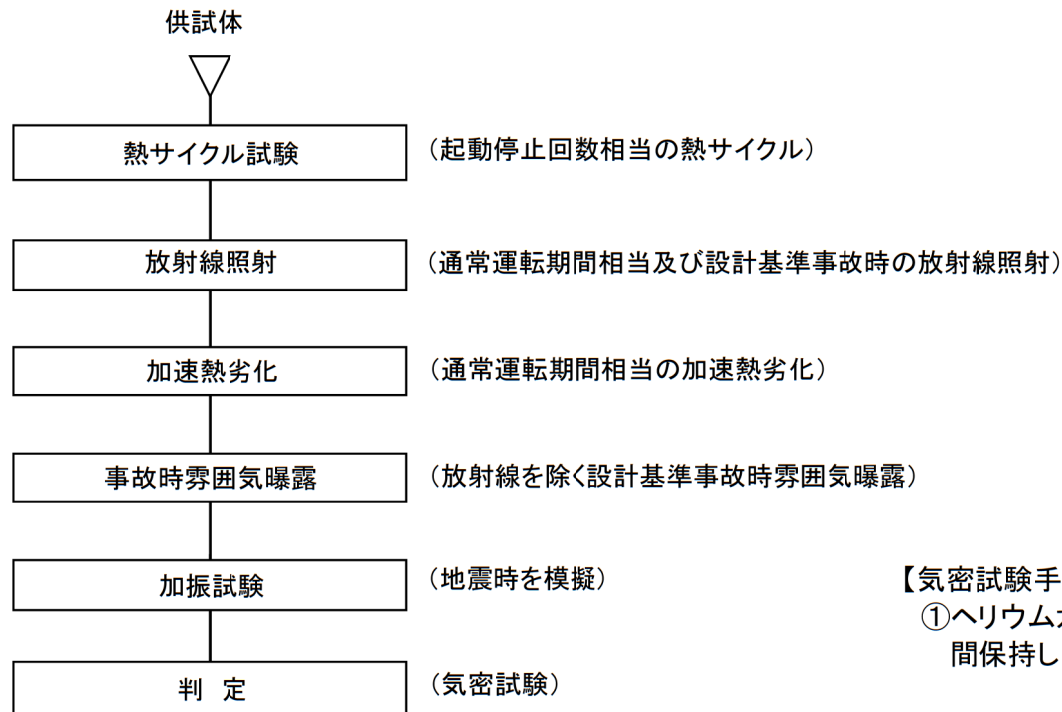 供試体
熱サイクル試験 (起動停止回数相当の熱サイクル)
放射線照射 (通常運転期間相当及び設計基準事故時の放射線照射)
加速熱劣化 (通常運転期間相当の加速熱劣化)
事故時雰囲気曝露 (放射線を除く設計基準事故時雰囲気曝露)
加振試験 (地震時を模擬)
【気密試験手
①ヘリウム
間保持し
判 定 (気密試験)